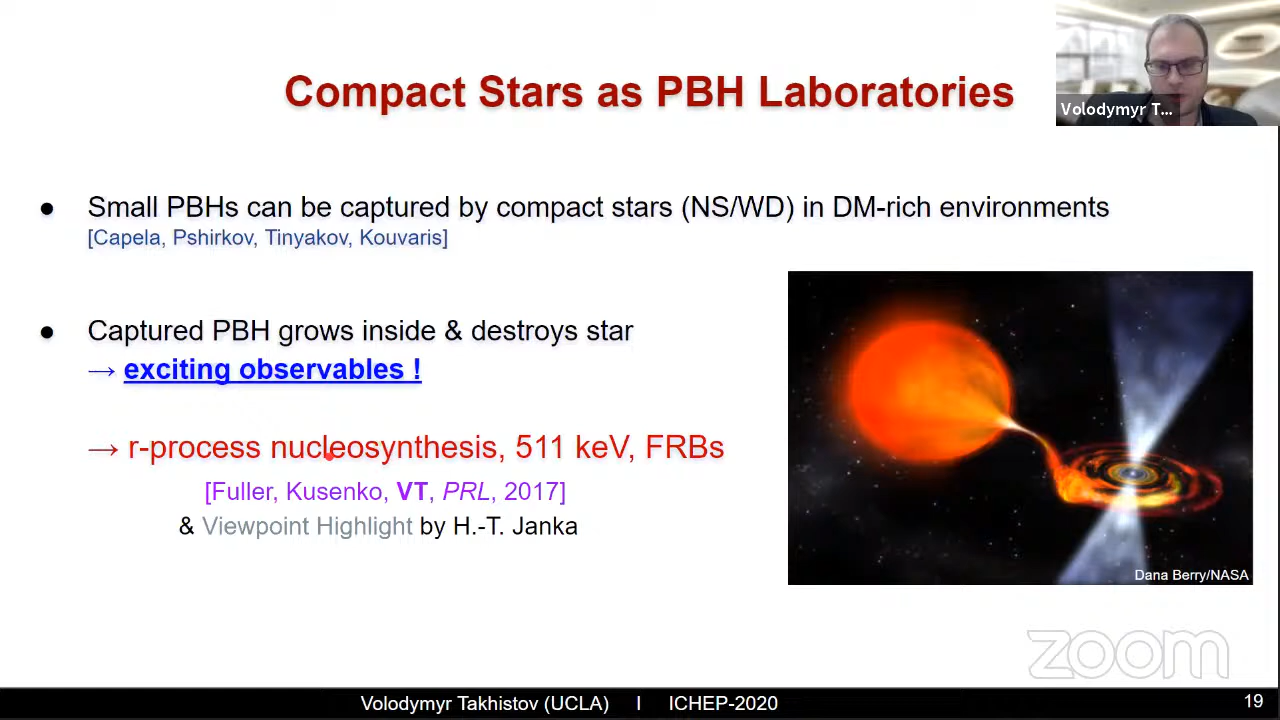 Compact Stars as PBH Laboratories
Volodymyr T...
● Small PBHs can be captured by compact stars (NS/WD) in DM-rich environments
[Capela, Pshirkov, Tinyakov, Kouvaris]
● Captured PBH grows inside & destroys star
→ exciting observables !
→ r-process nucleosynthesis, 511 keV, FRBs
[Fuller, Kusenko, VT, PRL, 2017]
& Viewpoint Highlight by H.-T. Janka
Dana Berry/NASA
zoom
Volodymyr Takhistov (UCLA) I ICHEP-2020
19